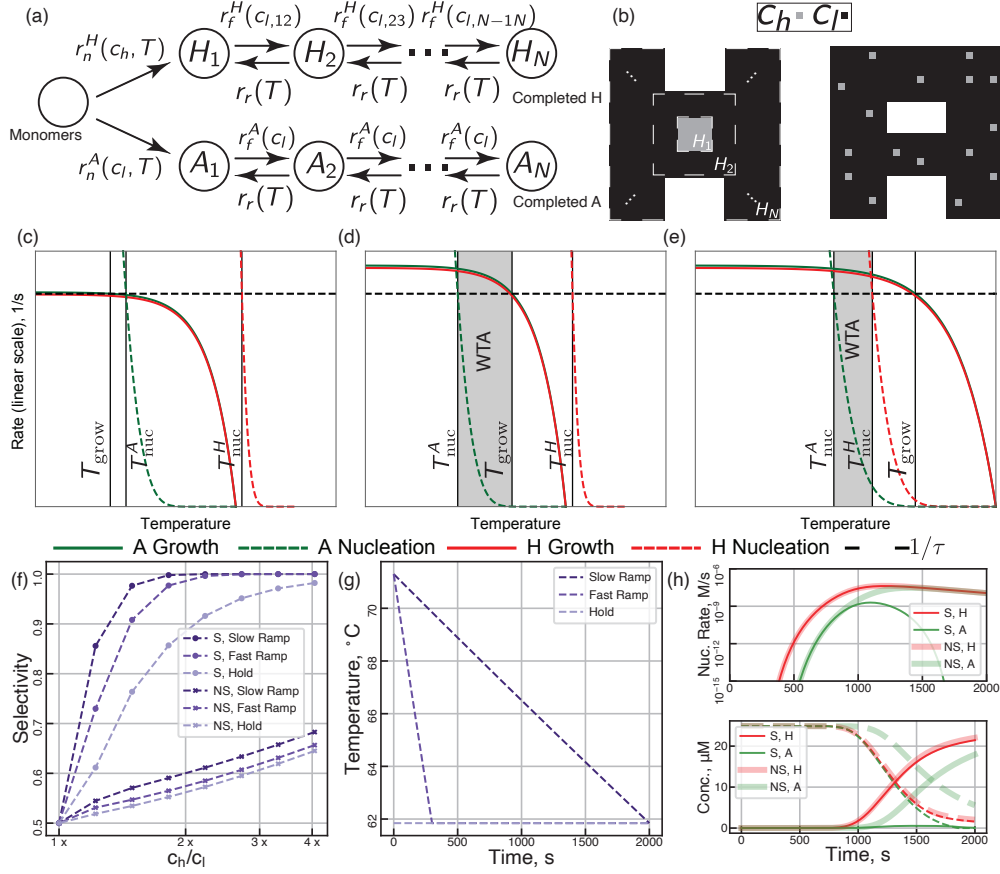 (a)
r_n^H(c_h, T)
r_f^H(c_{l,12})
r_f^H(c_{l,23})
r_f^H(c_{l,N−1N})
H_1
H_2
H_N
r_r(T)
r_r(T)
r_r(T)
Completed H
Monomers
r_n^A(c_l, T)
r_f^A(c_l)
r_f^A(c_l)
r_f^A(c_l)
A_1
A_2
A_N
r_r(T)
r_r(T)
r_r(T)
Completed A
(b)
C_h C_l
H_1
H_2
H_N
(c)
Rate (linear scale), 1/s
T_grow
T_nuc^A
T_nuc^H
Temperature
(d)
WTA
T_nuc^A
T_grow
T_nuc^H
Temperature
(e)
WTA
T_nuc^A
T_nuc^H
T_grow
Temperature
A Growth
A Nucleation
H Growth
H Nucleation
1/τ
(f)
Selectivity
1.0
0.9
0.8
0.7
0.6
0.5
S, Slow Ramp
S, Fast Ramp
S, Hold
NS, Slow Ramp
NS, Fast Ramp
NS, Hold
1 x 2 x 3 x 4 x
c_h/c_l
(g)
Temperature, °C
70
68
66
64
62
Slow Ramp
Fast Ramp
Hold
0 500 1000 1500 2000
Time, s
(h)
Nuc. Rate, M/s
10^−6
10^−9
10^−12
10^−15
S, H
S, A
NS, H
NS, A
0 500 1000 1500 2000
Conc., μM
20
0
S, H
S, A
NS, H
NS, A
0 500 1000 1500 2000
Time, s